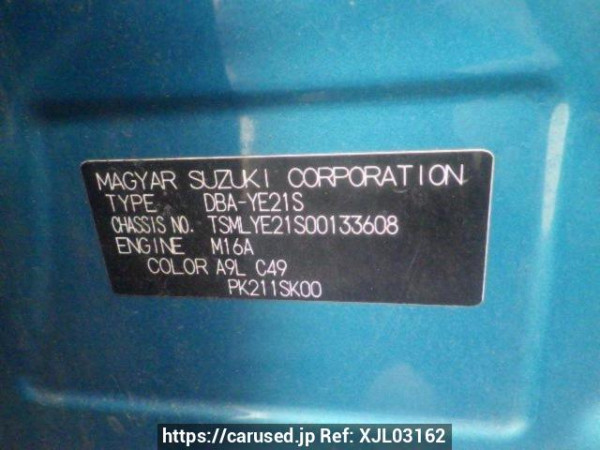 MAGYAR SUZUKI CORPORATION
TYPE DBA-YE21S
CHASSIS NO. TSMLYE21S00133608
ENGINE M16A
COLOR A9L C49
PK211SK00
https://carused.jp Ref: XJL03162